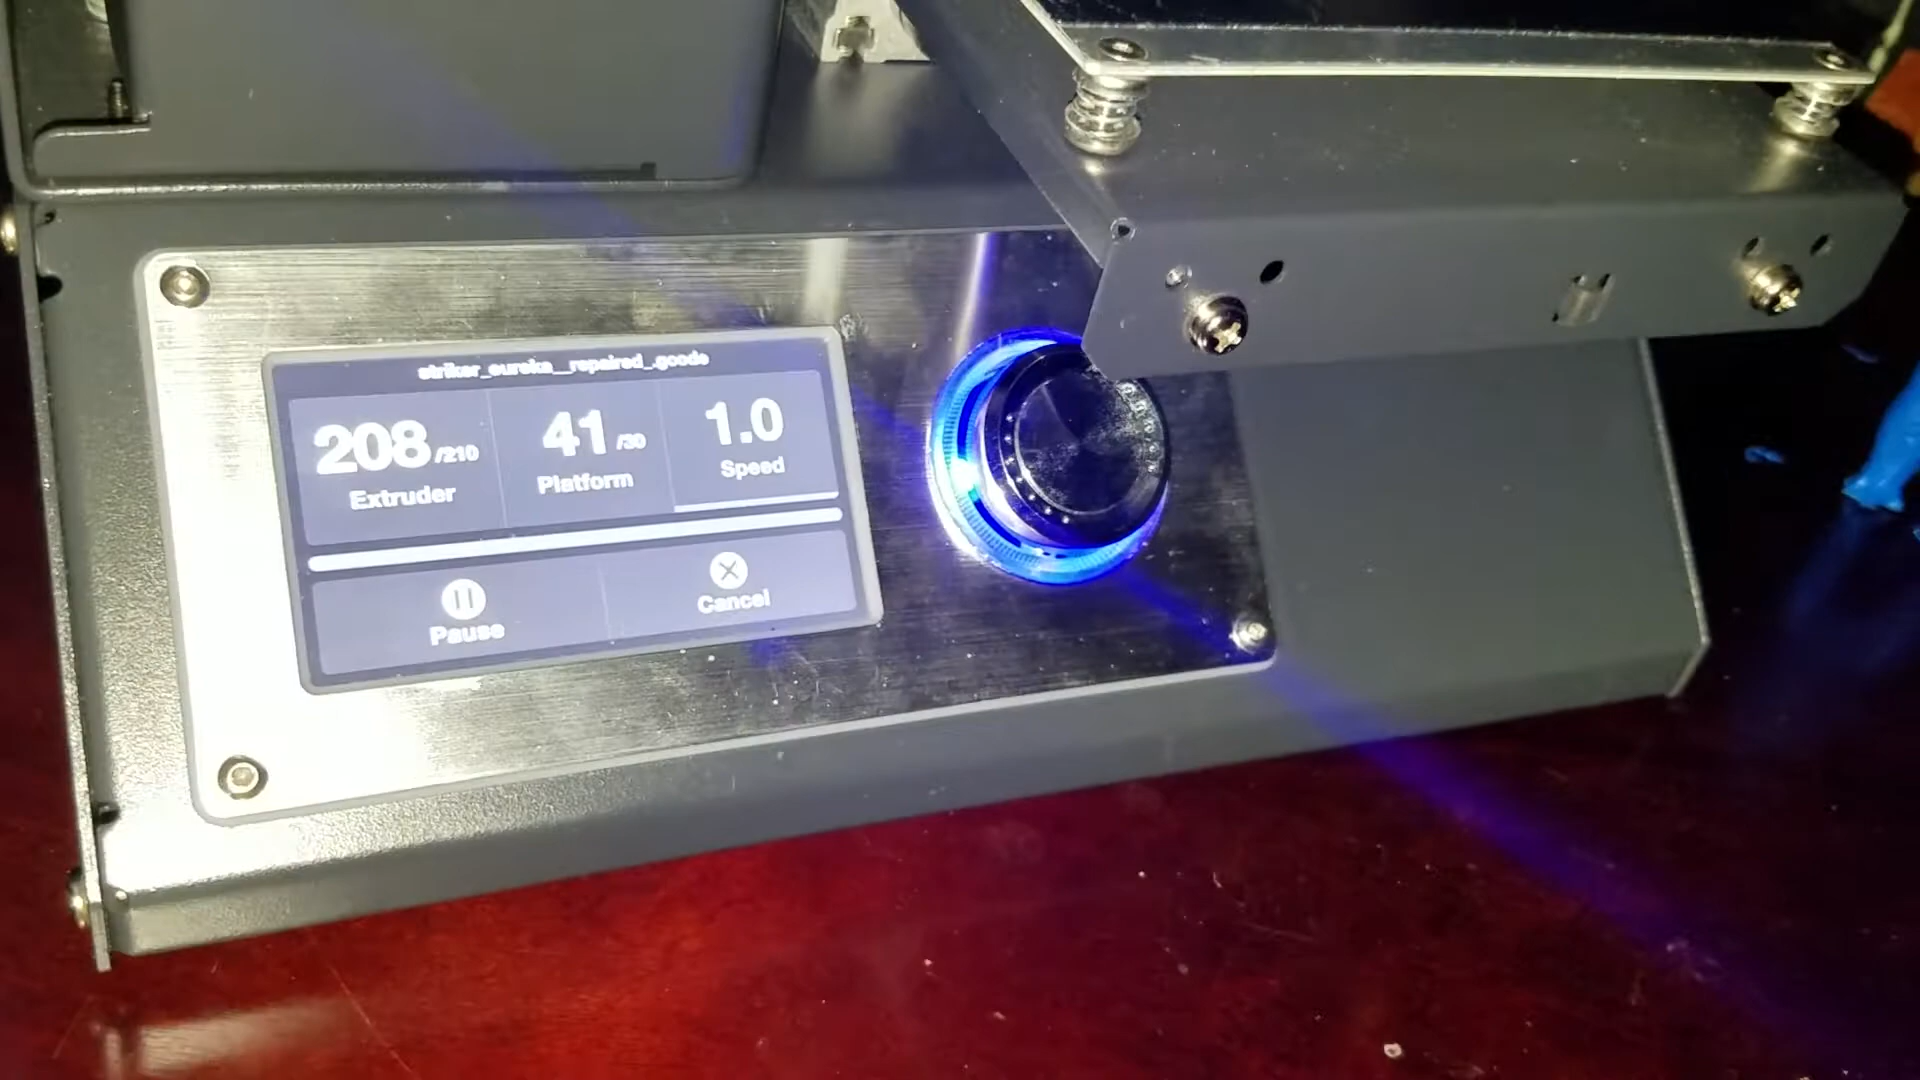 striker_eureka__repaired_.gcode
208/210
Extruder
41/30
Platform
1.0
Speed
Pause
Cancel